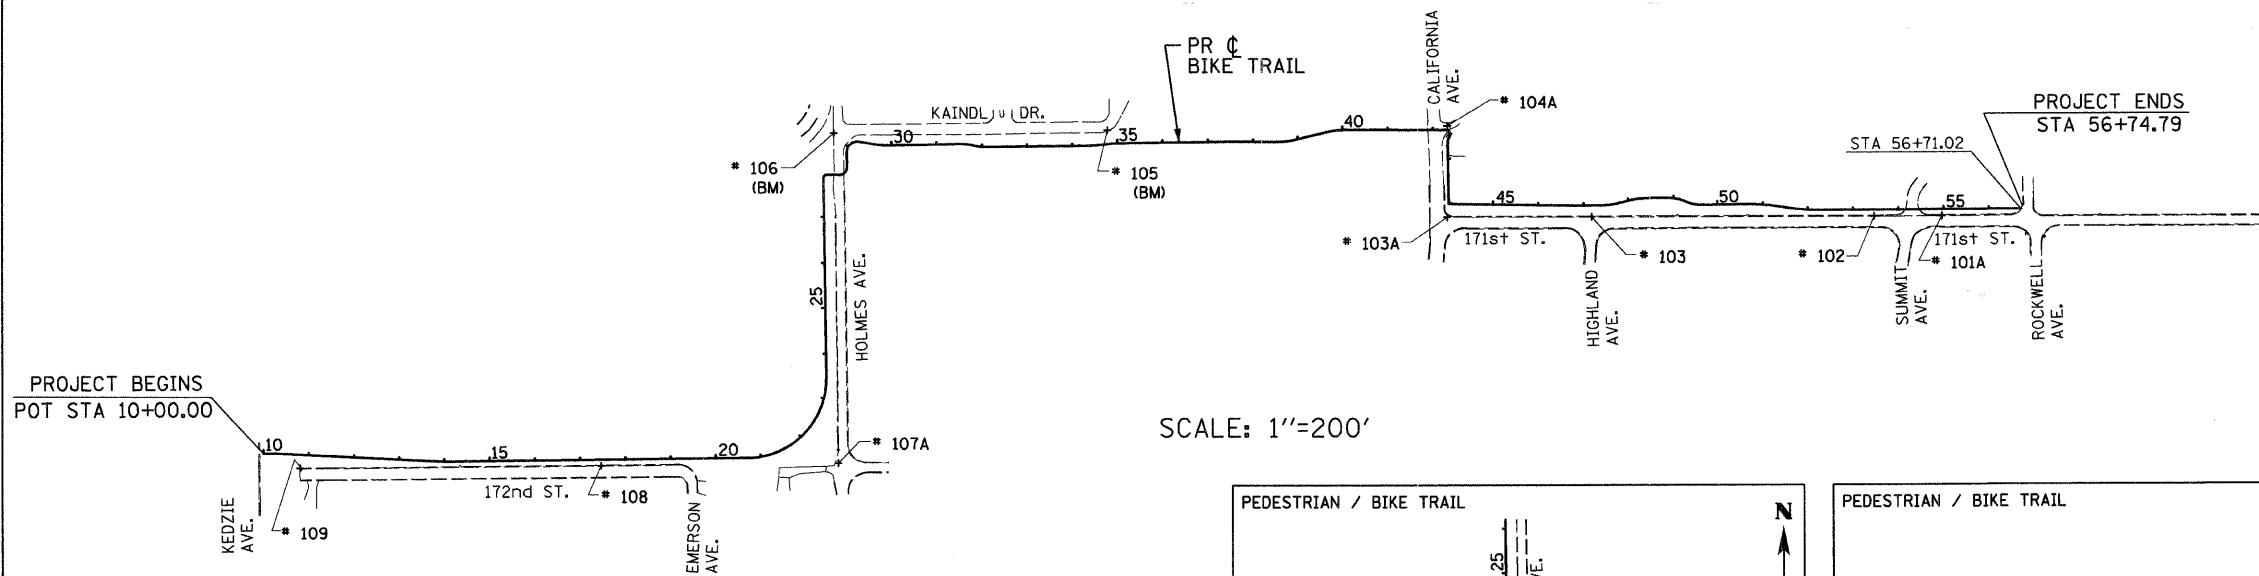 PR ℄
BIKE TRAIL
CALIFORNIA
AVE.
# 104A
KAINDL DR.
30
35
40
PROJECT ENDS
STA 56+74.79
STA 56+71.02
# 106
(BM)
# 105
(BM)
45
50
55
# 103A
171st ST.
# 103
# 102
171st ST.
# 101A
HOLMES AVE.
25
HIGHLAND
AVE.
SUMMIT
AVE.
ROCKWELL
AVE.
PROJECT BEGINS
POT STA 10+00.00
SCALE: 1"=200'
10
15
20
# 107A
172nd ST.
# 108
KEDZIE
AVE.
# 109
EMERSON
AVE.
PEDESTRIAN / BIKE TRAIL
N
25
PEDESTRIAN / BIKE TRAIL